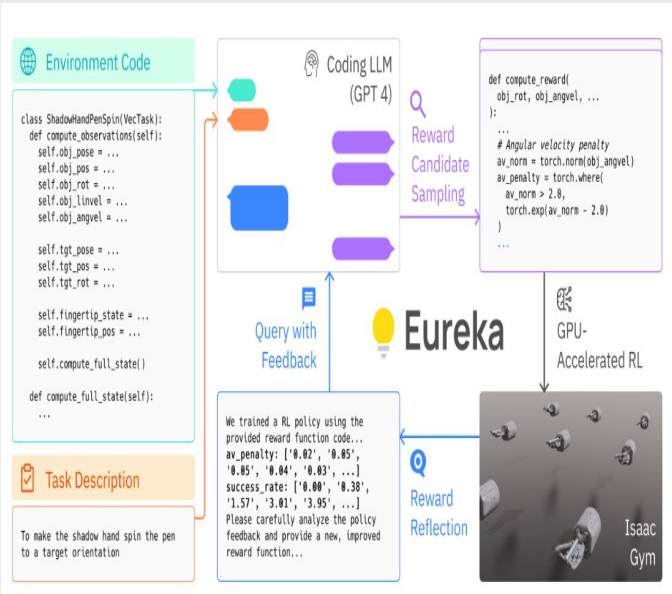 Environment Code
class ShadowHandPenSpin(VecTask):
def compute_observations(self):
self.obj_pose = ...
self.obj_pos = ...
self.obj_rot = ...
self.obj_linvel = ...
self.obj_angvel = ...
self.tgt_pose = ...
self.tgt_pos = ...
self.tgt_rot = ...
self.fingertip_state = ...
self.fingertip_pos = ...
self.compute_full_state()
def compute_full_state(self):
...
Task Description
To make the shadow hand spin the pen
to a target orientation
Coding LLM
(GPT 4)
Reward
Candidate
Sampling
def compute_reward(
obj_rot, obj_angvel, ...
):
...
# Angular velocity penalty
av_norm = torch.norm(obj_angvel)
av_penalty = torch.where(
av_norm > 2.0,
torch.exp(av_norm - 2.0)
)
...
Query with
Feedback
Eureka
GPU-
Accelerated RL
We trained a RL policy using the
provided reward function code...
av_penalty: ['0.02', '0.05',
'0.05', '0.04', '0.03', ...]
success_rate: ['0.00', '0.38',
'1.57', '3.01', '3.95', ...]
Please carefully analyze the policy
feedback and provide a new, improved
reward function...
Reward
Reflection
Isaac
Gym